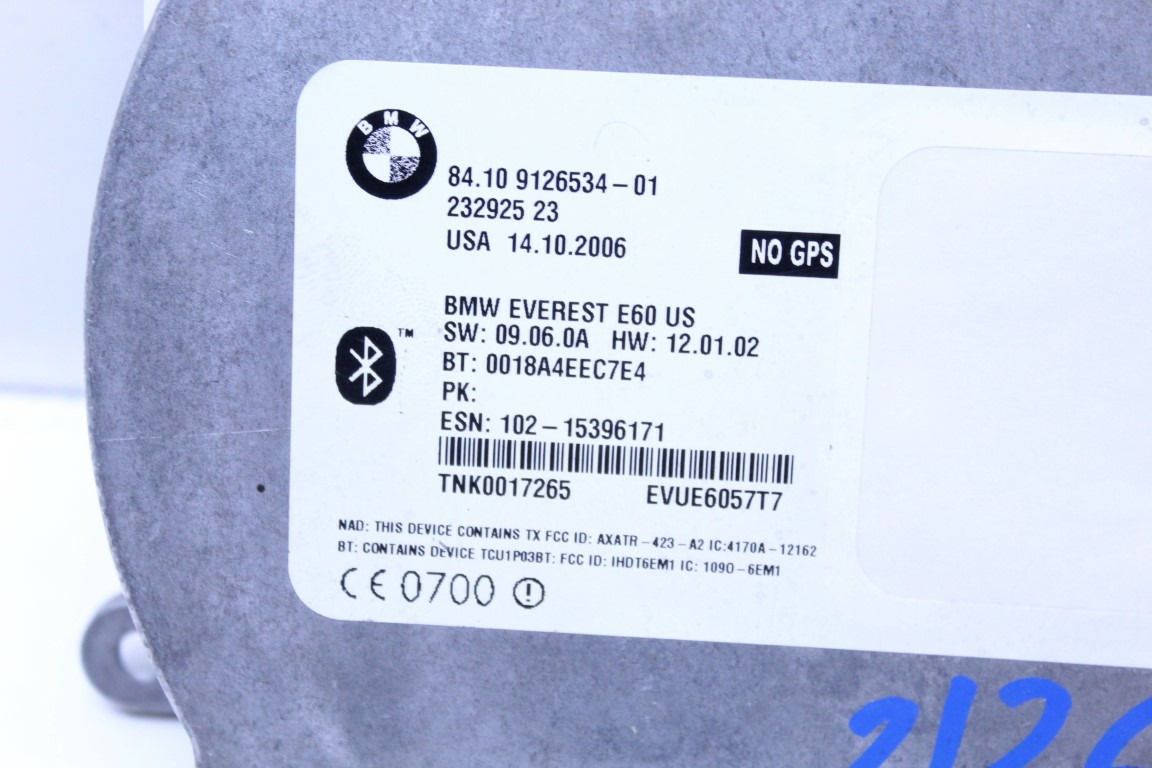 BMW
84.10 9126534-01
232925 23
USA 14.10.2006
NO GPS
BMW EVEREST E60 US
SW: 09.06.0A HW: 12.01.02
™
BT: 0018A4EEC7E4
PK:
ESN: 102-15396171
TNK0017265 EVUE6057T7
NAD: THIS DEVICE CONTAINS TX FCC ID: AXATR-423-A2 IC:4170A-12162
BT: CONTAINS DEVICE TCU1P03BT: FCC ID: IHDT6EM1 IC: 1090-6EM1
CE 0700
212